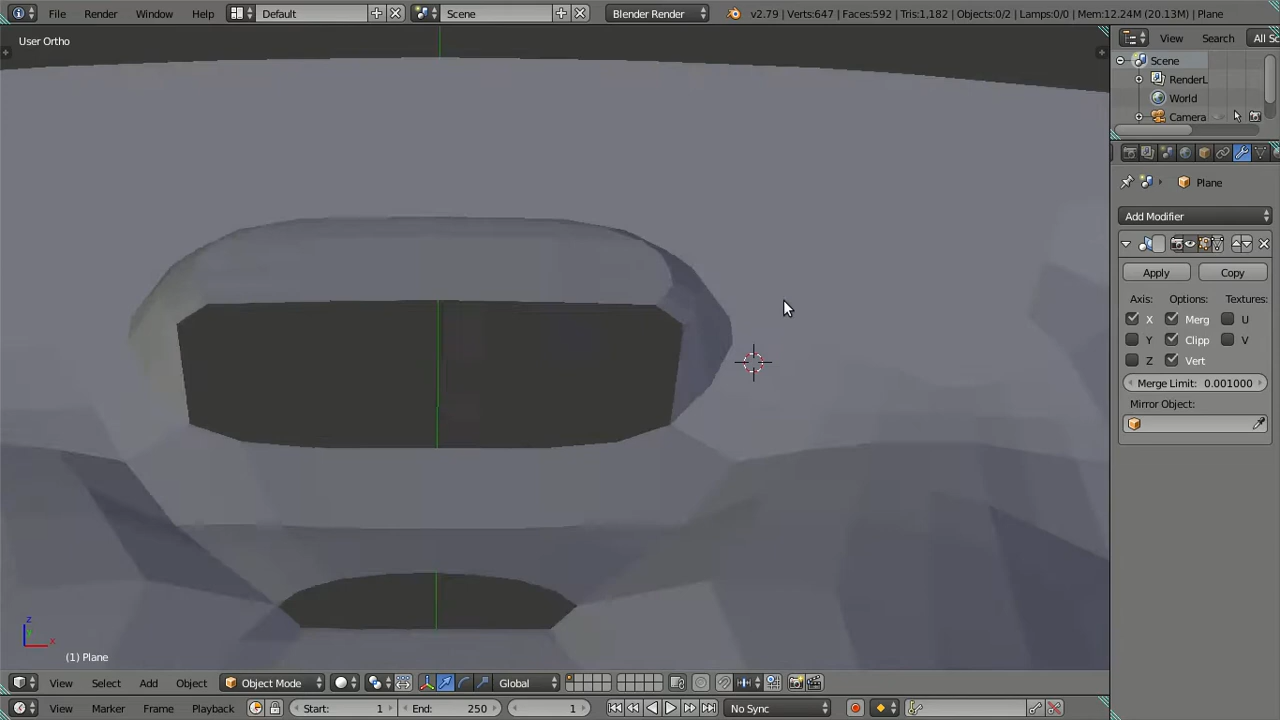 File Render Window Help Default Scene Blender Render v2.79 | Verts:647 | Faces:592 | Tris:1,182 | Objects:0/2 | Lamps:0/0 | Mem:12.24M (20.13M) | Plane
User Ortho
View Search All Sc
Scene
RenderL
World
Camera
Plane
Add Modifier
Apply Copy
Axis: Options: Textures:
X Merg U
Y Clipp V
Z Vert
Merge Limit: 0.001000
Mirror Object:
z
x
(1) Plane
View Select Add Object Object Mode Global
View Marker Frame Playback Start: 1 End: 250 1 No Sync